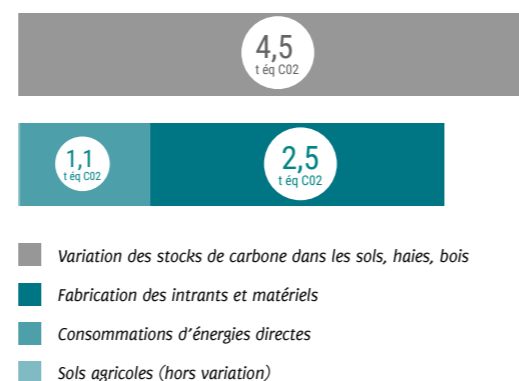 4,5
t éq C02
1,1
t éq C02
2,5
t éq C02
Variation des stocks de carbone dans les sols, haies, bois
Fabrication des intrants et matériels
Consommations d'énergies directes
Sols agricoles (hors variation)